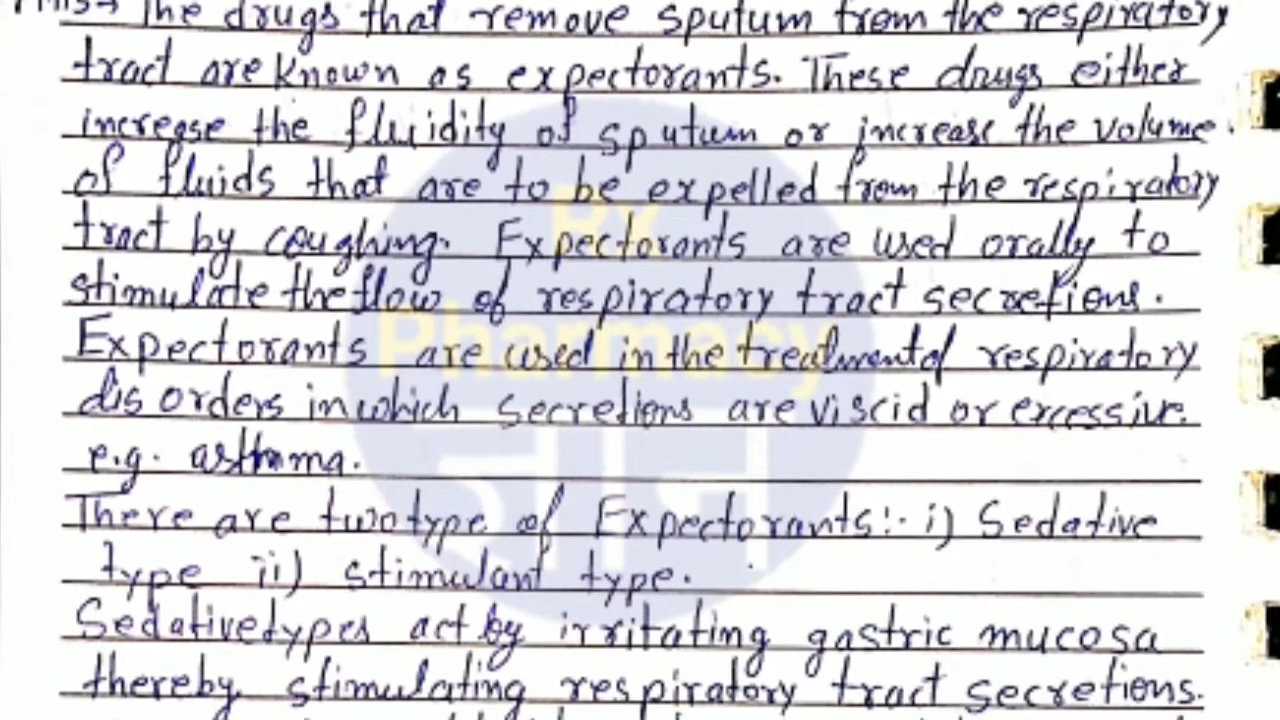 The drugs that remove sputum from the respiratory
tract are known as expectorants. These drugs either
increase the fluidity of sputum or increase the volume.
of fluids that are to be expelled from the respiratory
tract by coughing. Expectorants are used orally to
stimulate the flow of respiratory tract secretions.
Expectorants are used in the treatment of respiratory
disorders in which secretions are viscid or excessive.
e.g. asthma.
There are two type of Expectorants:- i) Sedative
type ii) stimulant type.
Sedative types act by irritating gastric mucosa
thereby stimulating respiratory tract secretions.
Rx
Pharmacy
ज्ञान